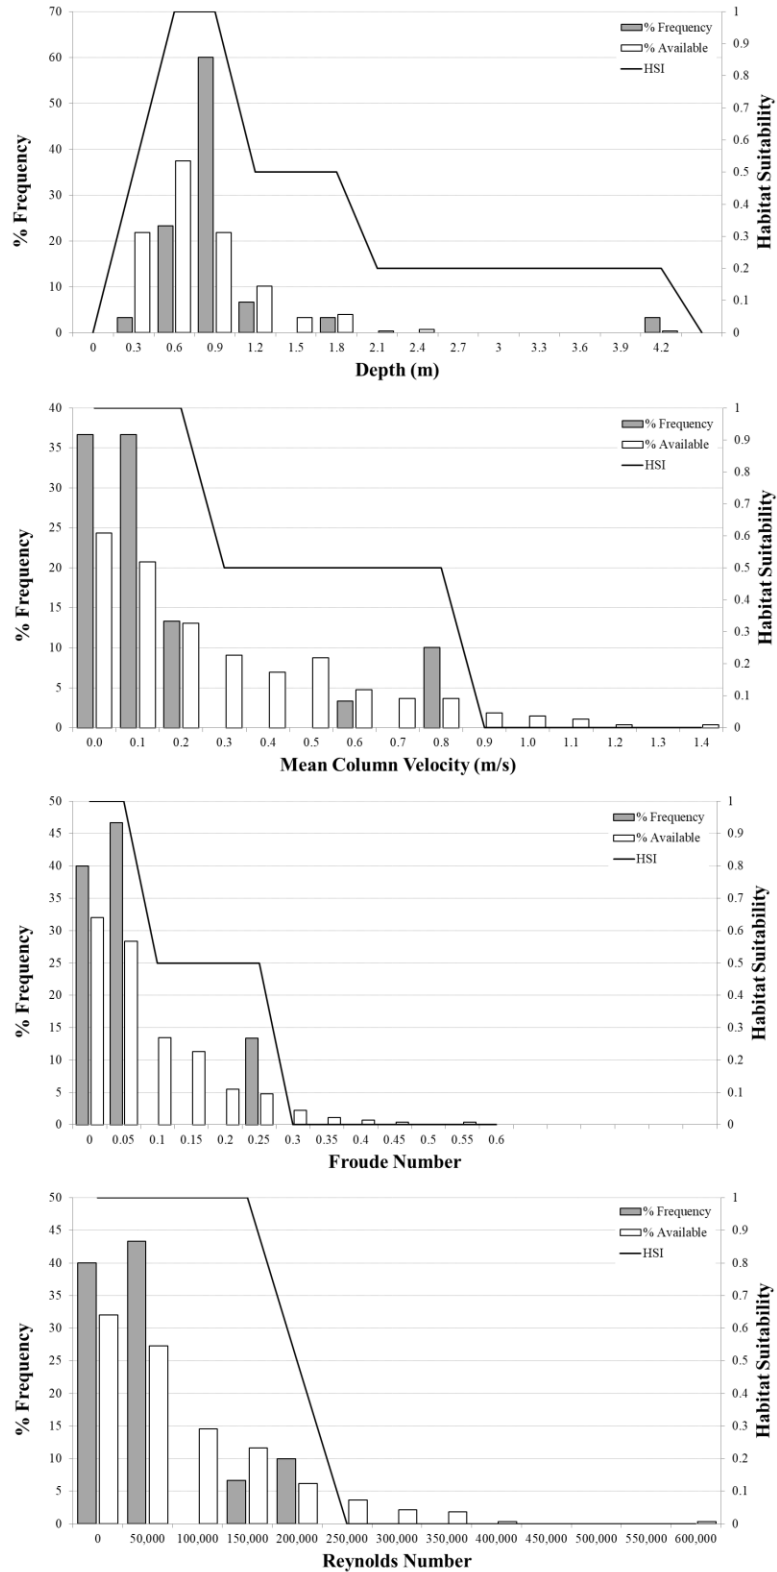 70
60
50
40
30
20
10
0
% Frequency
1
0.9
0.8
0.7
0.6
0.5
0.4
0.3
0.2
0.1
0
Habitat Suitability
% Frequency
% Available
HSI
0 0.3 0.6 0.9 1.2 1.5 1.8 2.1 2.4 2.7 3 3.3 3.6 3.9 4.2
Depth (m)
40
35
30
25
20
15
10
5
0
% Frequency
1
0.9
0.8
0.7
0.6
0.5
0.4
0.3
0.2
0.1
0
Habitat Suitability
% Frequency
% Available
HSI
0.0 0.1 0.2 0.3 0.4 0.5 0.6 0.7 0.8 0.9 1.0 1.1 1.2 1.3 1.4
Mean Column Velocity (m/s)
50
45
40
35
30
25
20
15
10
5
0
% Frequency
1
0.9
0.8
0.7
0.6
0.5
0.4
0.3
0.2
0.1
0
Habitat Suitability
% Frequency
% Available
HSI
0 0.05 0.1 0.15 0.2 0.25 0.3 0.35 0.4 0.45 0.5 0.55 0.6
Froude Number
50
45
40
35
30
25
20
15
10
5
0
% Frequency
1
0.9
0.8
0.7
0.6
0.5
0.4
0.3
0.2
0.1
0
Habitat Suitability
% Frequency
% Available
HSI
0 50,000 100,000 150,000 200,000 250,000 300,000 350,000 400,000 450,000 500,000 550,000 600,000
Reynolds Number